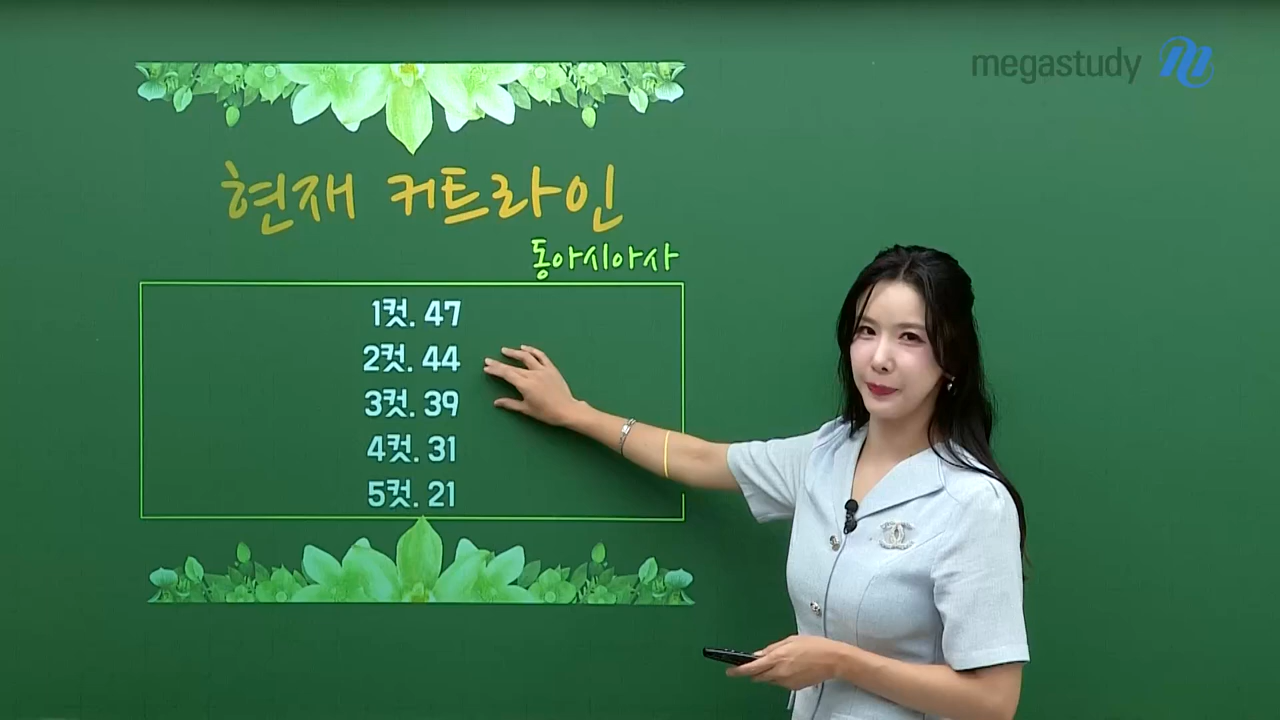 megastudy
현재 커트라인
동아시아사
1컷. 47
2컷. 44
3컷. 39
4컷. 31
5컷. 21